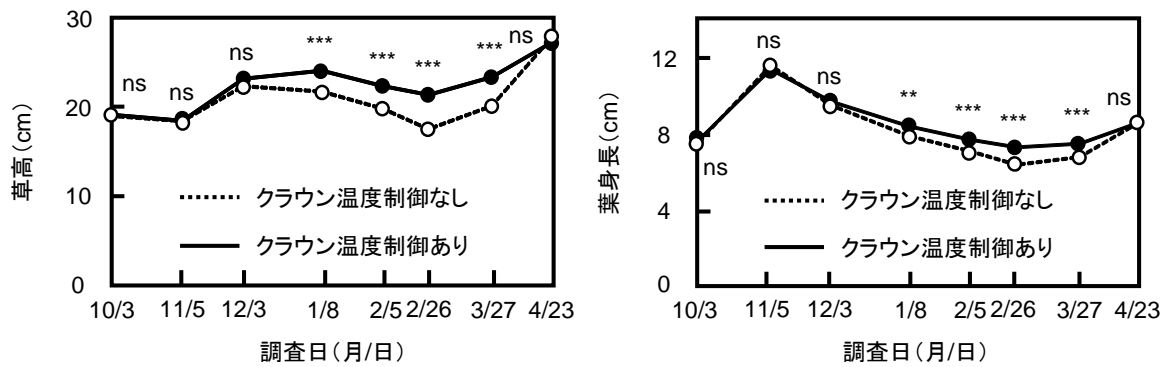 30
20
10
0
草高(cm)
ns
ns
ns
***
***
***
***
ns
クラウン温度制御なし
クラウン温度制御あり
10/3 11/5 12/3 1/8 2/5 2/26 3/27 4/23
調査日(月/日)
12
8
4
0
葉身長(cm)
ns
ns
ns
**
***
***
***
ns
クラウン温度制御なし
クラウン温度制御あり
10/3 11/5 12/3 1/8 2/5 2/26 3/27 4/23
調査日(月/日)